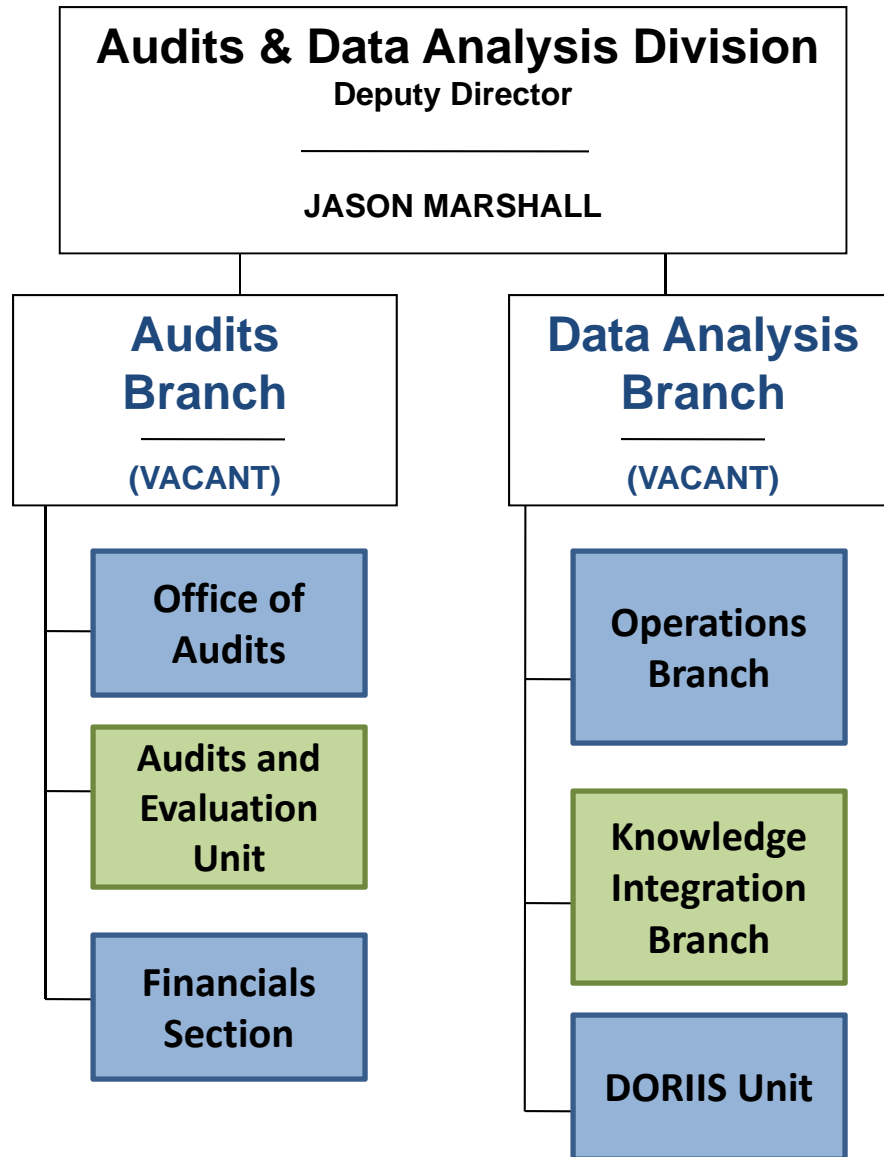 Audits & Data Analysis Division
Deputy Director
JASON MARSHALL
Audits
Branch
(VACANT)
Office of
Audits
Audits and
Evaluation
Unit
Financials
Section
Data Analysis
Branch
(VACANT)
Operations
Branch
Knowledge
Integration
Branch
DORIIS Unit